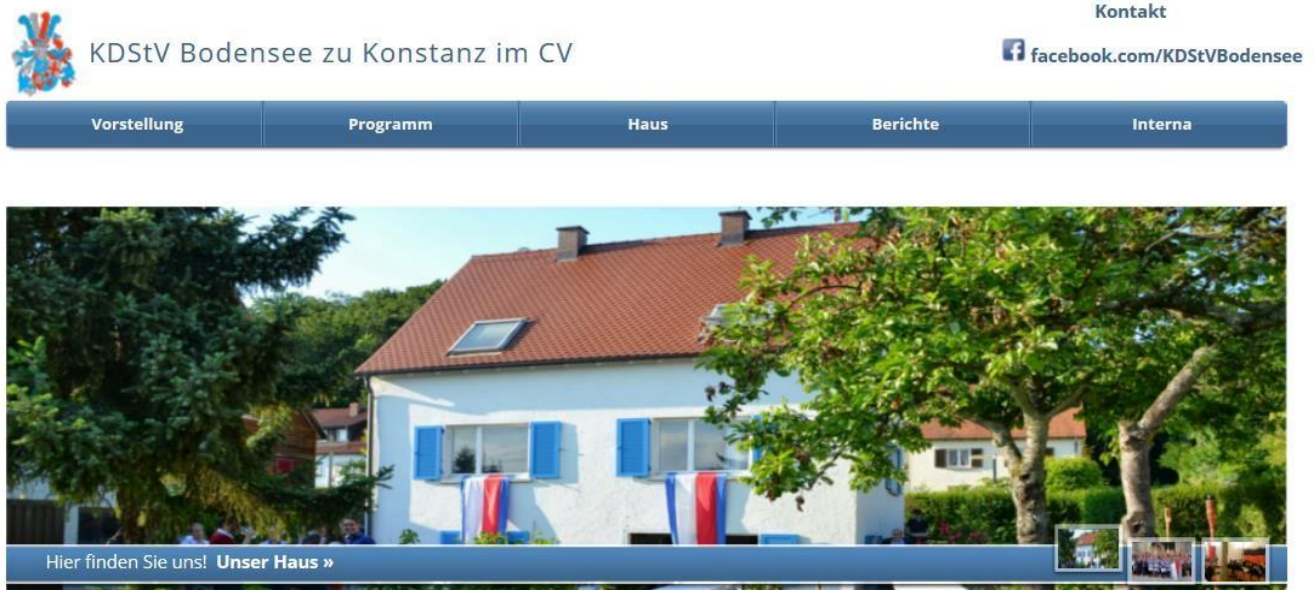 Kontakt
KDStV Bodensee zu Konstanz im CV
facebook.com/KDStVBodensee
Vorstellung Programm Haus Berichte Interna
Hier finden Sie uns! Unser Haus »